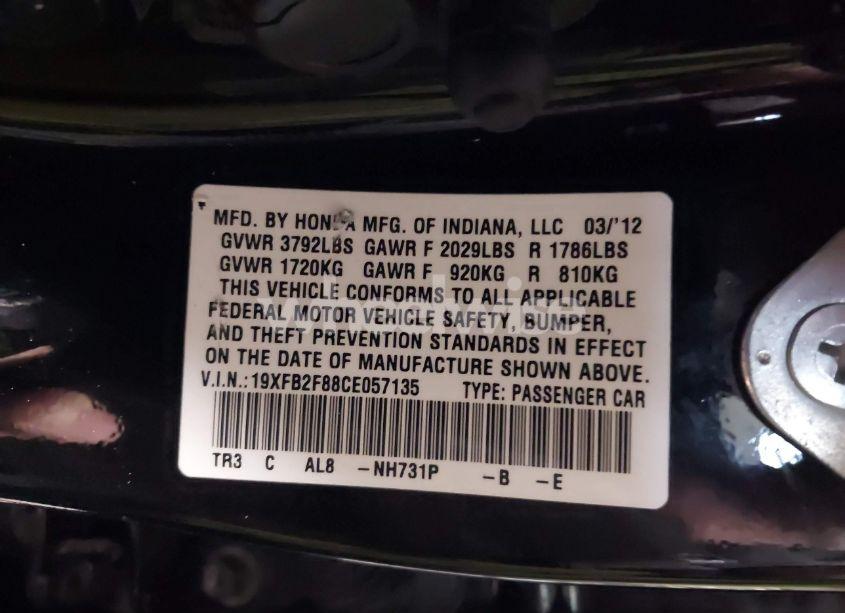 MFD. BY HONDA MFG. OF INDIANA, LLC 03/'12
GVWR 3792LBS GAWR F 2029LBS R 1786LBS
GVWR 1720KG GAWR F 920KG R 810KG
THIS VEHICLE CONFORMS TO ALL APPLICABLE
FEDERAL MOTOR VEHICLE SAFETY, BUMPER,
AND THEFT PREVENTION STANDARDS IN EFFECT
ON THE DATE OF MANUFACTURE SHOWN ABOVE.
V.I.N.:19XFB2F88CE057135 TYPE: PASSENGER CAR
TR3 C AL8 -NH731P -B -E